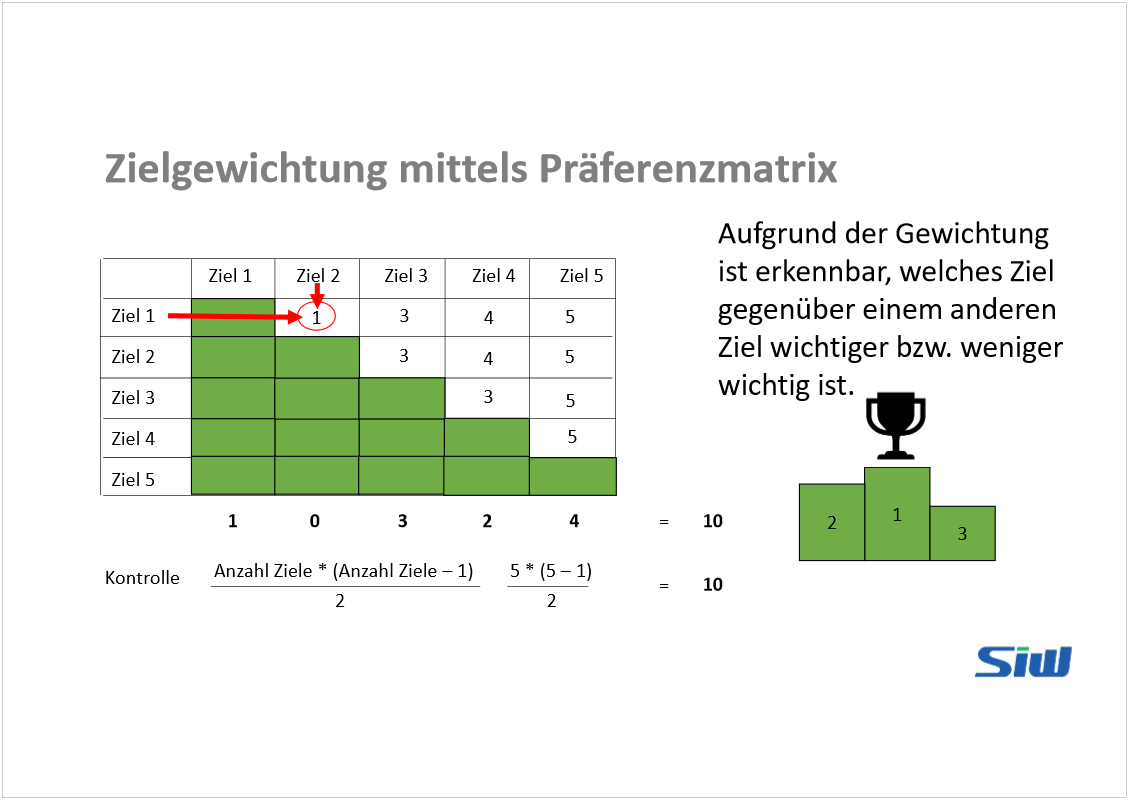 Zielgewichtung mittels Präferenzmatrix
Aufgrund der Gewichtung
ist erkennbar, welches Ziel
gegenüber einem anderen
Ziel wichtiger bzw. weniger
wichtig ist.
Ziel 1 Ziel 2 Ziel 3 Ziel 4 Ziel 5
Ziel 1 1 3 4 5
Ziel 2 3 4 5
Ziel 3 3 5
Ziel 4 5
Ziel 5
1 0 3 2 4 = 10
Kontrolle Anzahl Ziele * (Anzahl Ziele – 1) 5 * (5 – 1) = 10
2 2
2 1 3
Siw